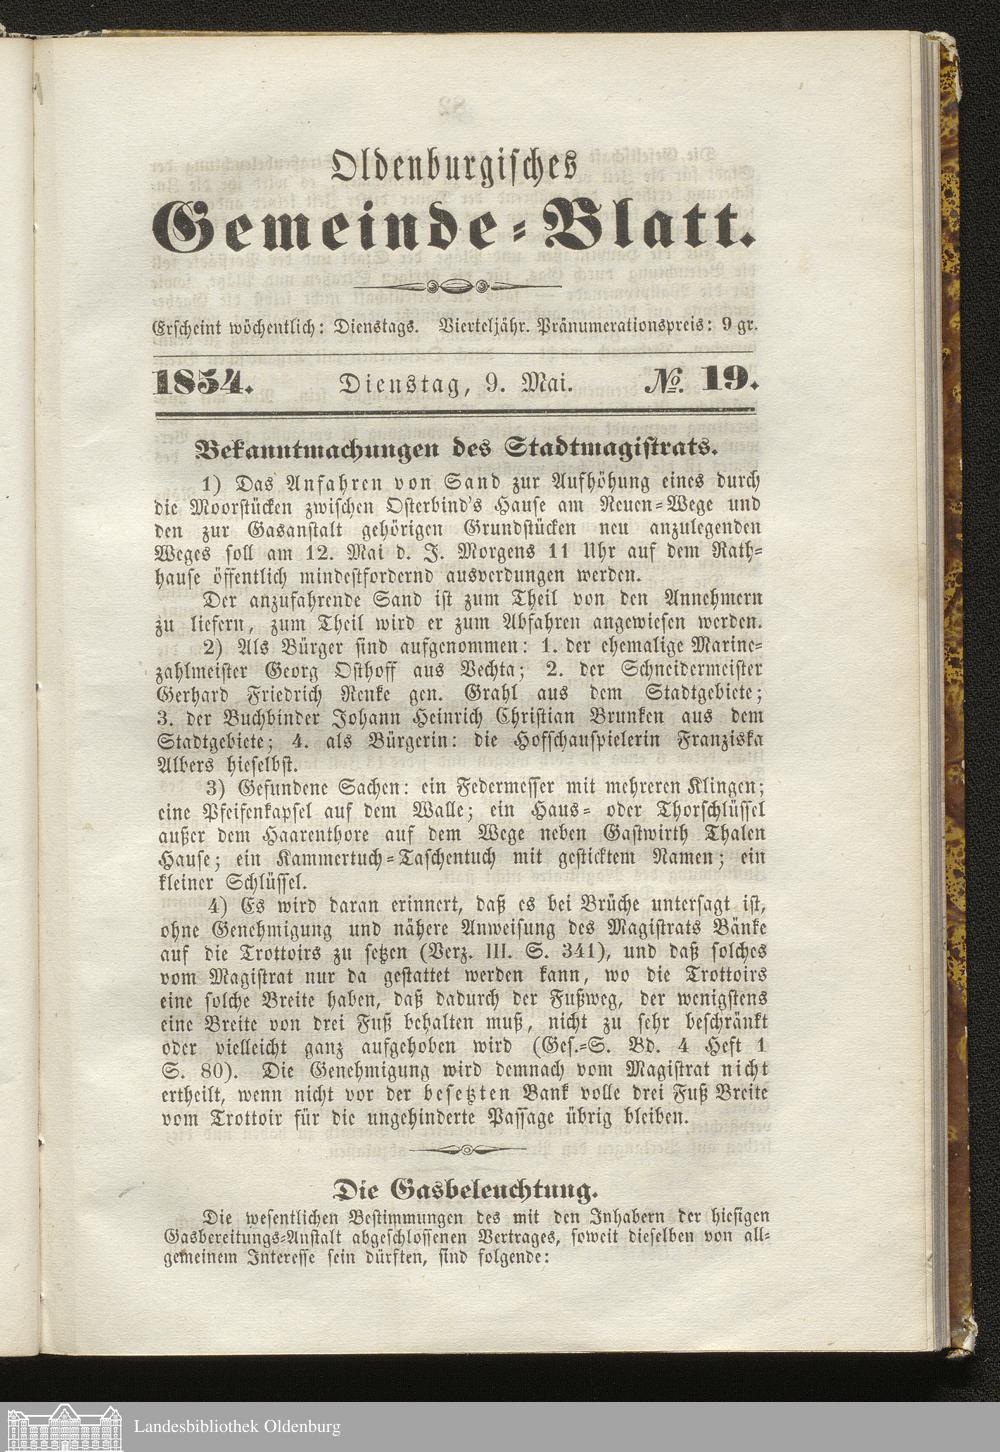 Oldenburgisches
Gemeinde-Blatt.
Erscheint wöchentlich: Dienstags. Vierteljähr. Pränumerationspreis: 9 gr.
1854. Dienstag, 9. Mai. № 19.
Bekanntmachungen des Stadtmagistrats.
1) Das Anfahren von Sand zur Aufhöhung eines durch
die Moorstücken zwischen Osterbind's Hause am Neuen-Wege und
den zur Gasanstalt gehörigen Grundstücken neu anzulegenden
Weges soll am 12. Mai d. J. Morgens 11 Uhr auf dem Rath-
hause öffentlich mindestfordernd ausverdungen werden.
Der anzufahrende Sand ist zum Theil von den Annehmern
zu liefern, zum Theil wird er zum Abfahren angewiesen werden.
2) Als Bürger sind aufgenommen: 1. der ehemalige Marine-
zahlmeister Georg Osthoff aus Vechta; 2. der Schneidermeister
Gerhard Friedrich Renke gen. Grahl aus dem Stadtgebiete;
3. der Buchbinder Johann Heinrich Christian Brunken aus dem
Stadtgebiete; 4. als Bürgerin: die Hofschauspielerin Franziska
Albers hieselbst.
3) Gefundene Sachen: ein Federmesser mit mehreren Klingen;
eine Pfeifenkapsel auf dem Walle; ein Haus- oder Thorschlüssel
außer dem Haarenthore auf dem Wege neben Gastwirth Thalen
Hause; ein Kammertuch-Taschentuch mit gesticktem Namen; ein
kleiner Schlüssel.
4) Es wird daran erinnert, daß es bei Brüche untersagt ist,
ohne Genehmigung und nähere Anweisung des Magistrats Bänke
auf die Trottoirs zu setzen (Verz. III. S. 341), und daß solches
vom Magistrat nur da gestattet werden kann, wo die Trottoirs
eine solche Breite haben, daß dadurch der Fußweg, der wenigstens
eine Breite von drei Fuß behalten muß, nicht zu sehr beschränkt
oder vielleicht ganz aufgehoben wird (Ges.-S. Bd. 4 Heft 1
S. 80). Die Genehmigung wird demnach vom Magistrat nicht
ertheilt, wenn nicht vor der besetzten Bank volle drei Fuß Breite
vom Trottoir für die ungehinderte Passage übrig bleiben.
Die Gasbeleuchtung.
Die wesentlichen Bestimmungen des mit den Inhabern der hiesigen
Gasbereitungs-Anstalt abgeschlossenen Vertrages, soweit dieselben von all-
gemeinem Interesse sein dürften, sind folgende:
Landesbibliothek Oldenburg